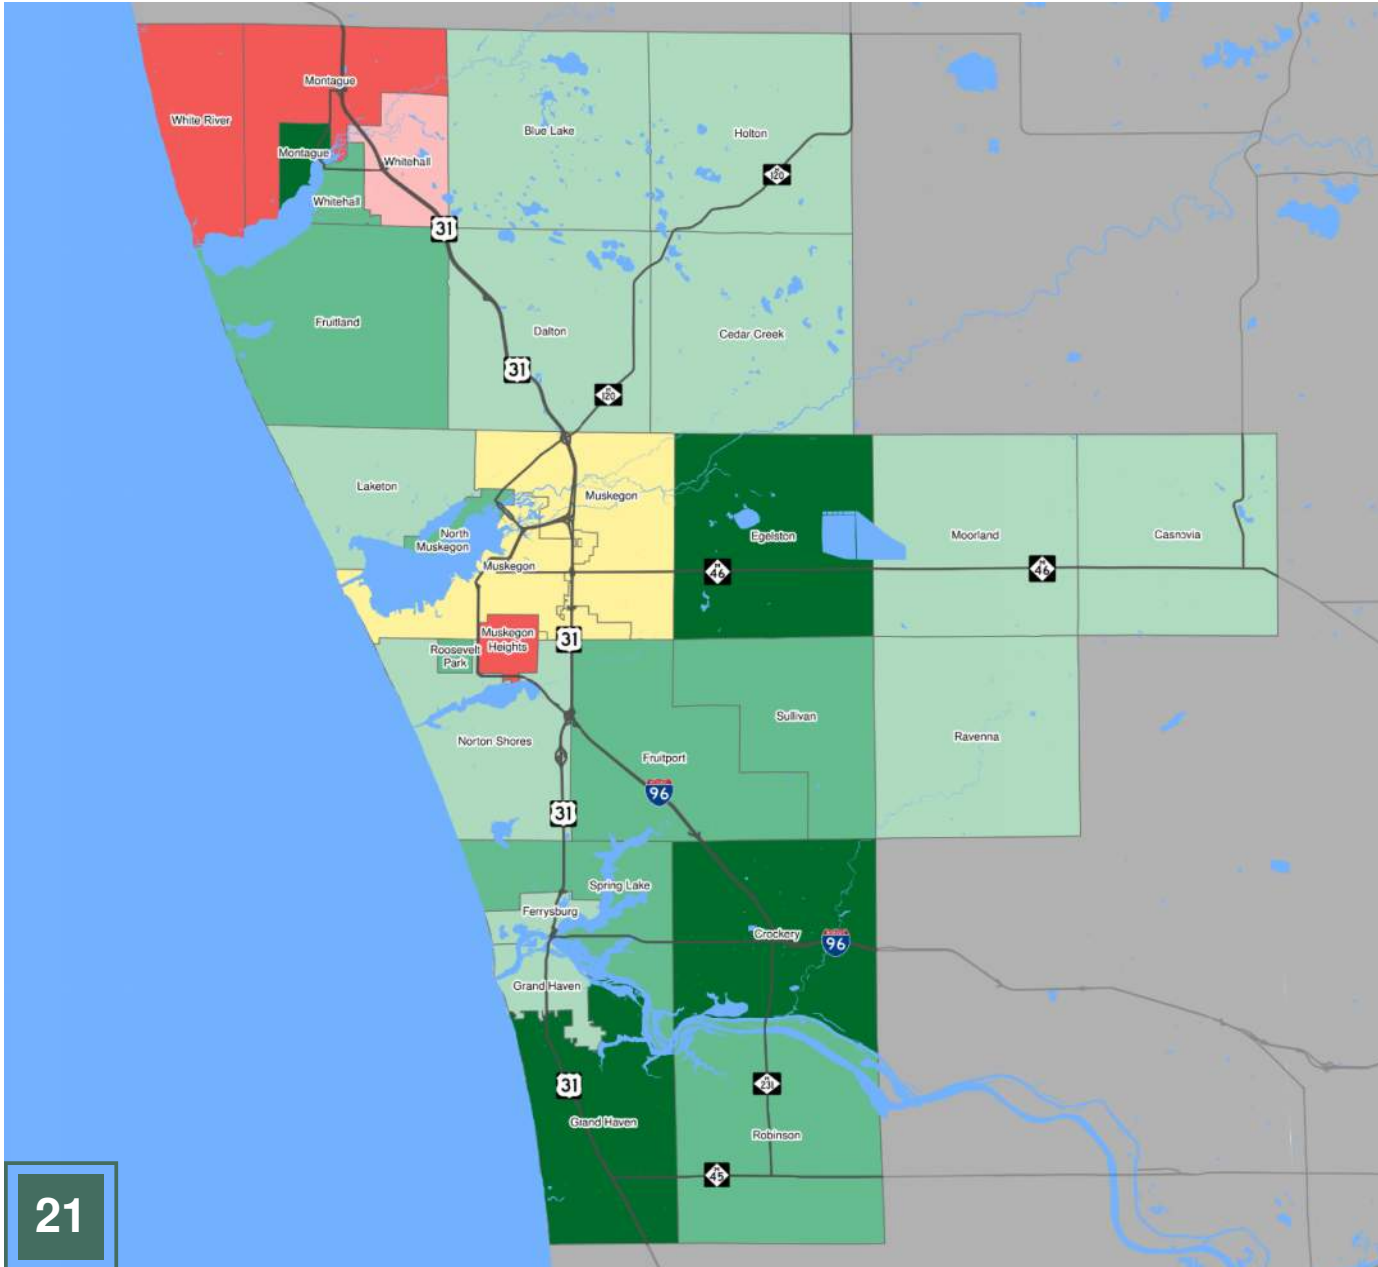 Montague
White River
Blue Lake
Holton
Montague
Whitehall
M
120
Whitehall
31
Fruitland
Dalton
Cedar Creek
31
M
120
Laketon
Muskegon
North
Muskegon
Egelston
Moorland
Casnovia
Muskegon
M
46
M
46
Muskegon
Heights
31
Roosevelt
Park
Sullivan
Norton Shores
Ravenna
Fruitport
96
31
Spring Lake
Ferrysburg
Crockery
96
Grand Haven
31
M
231
Grand Haven
Robinson
M
45
21